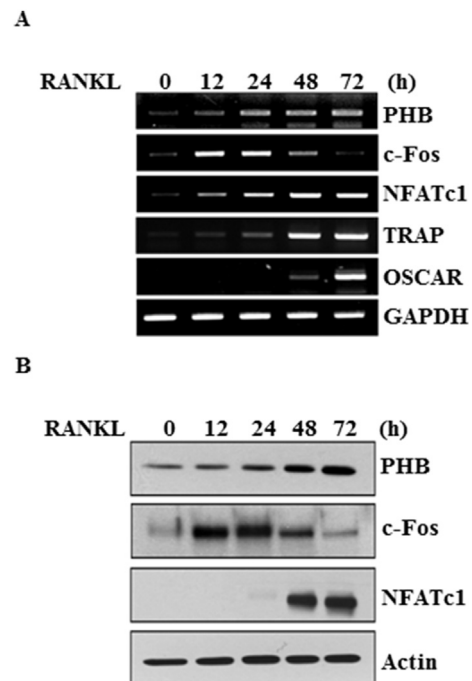 A
RANKL 0 12 24 48 72 (h)
PHB
c-Fos
NFATc1
TRAP
OSCAR
GAPDH
B
RANKL 0 12 24 48 72 (h)
PHB
c-Fos
NFATc1
Actin